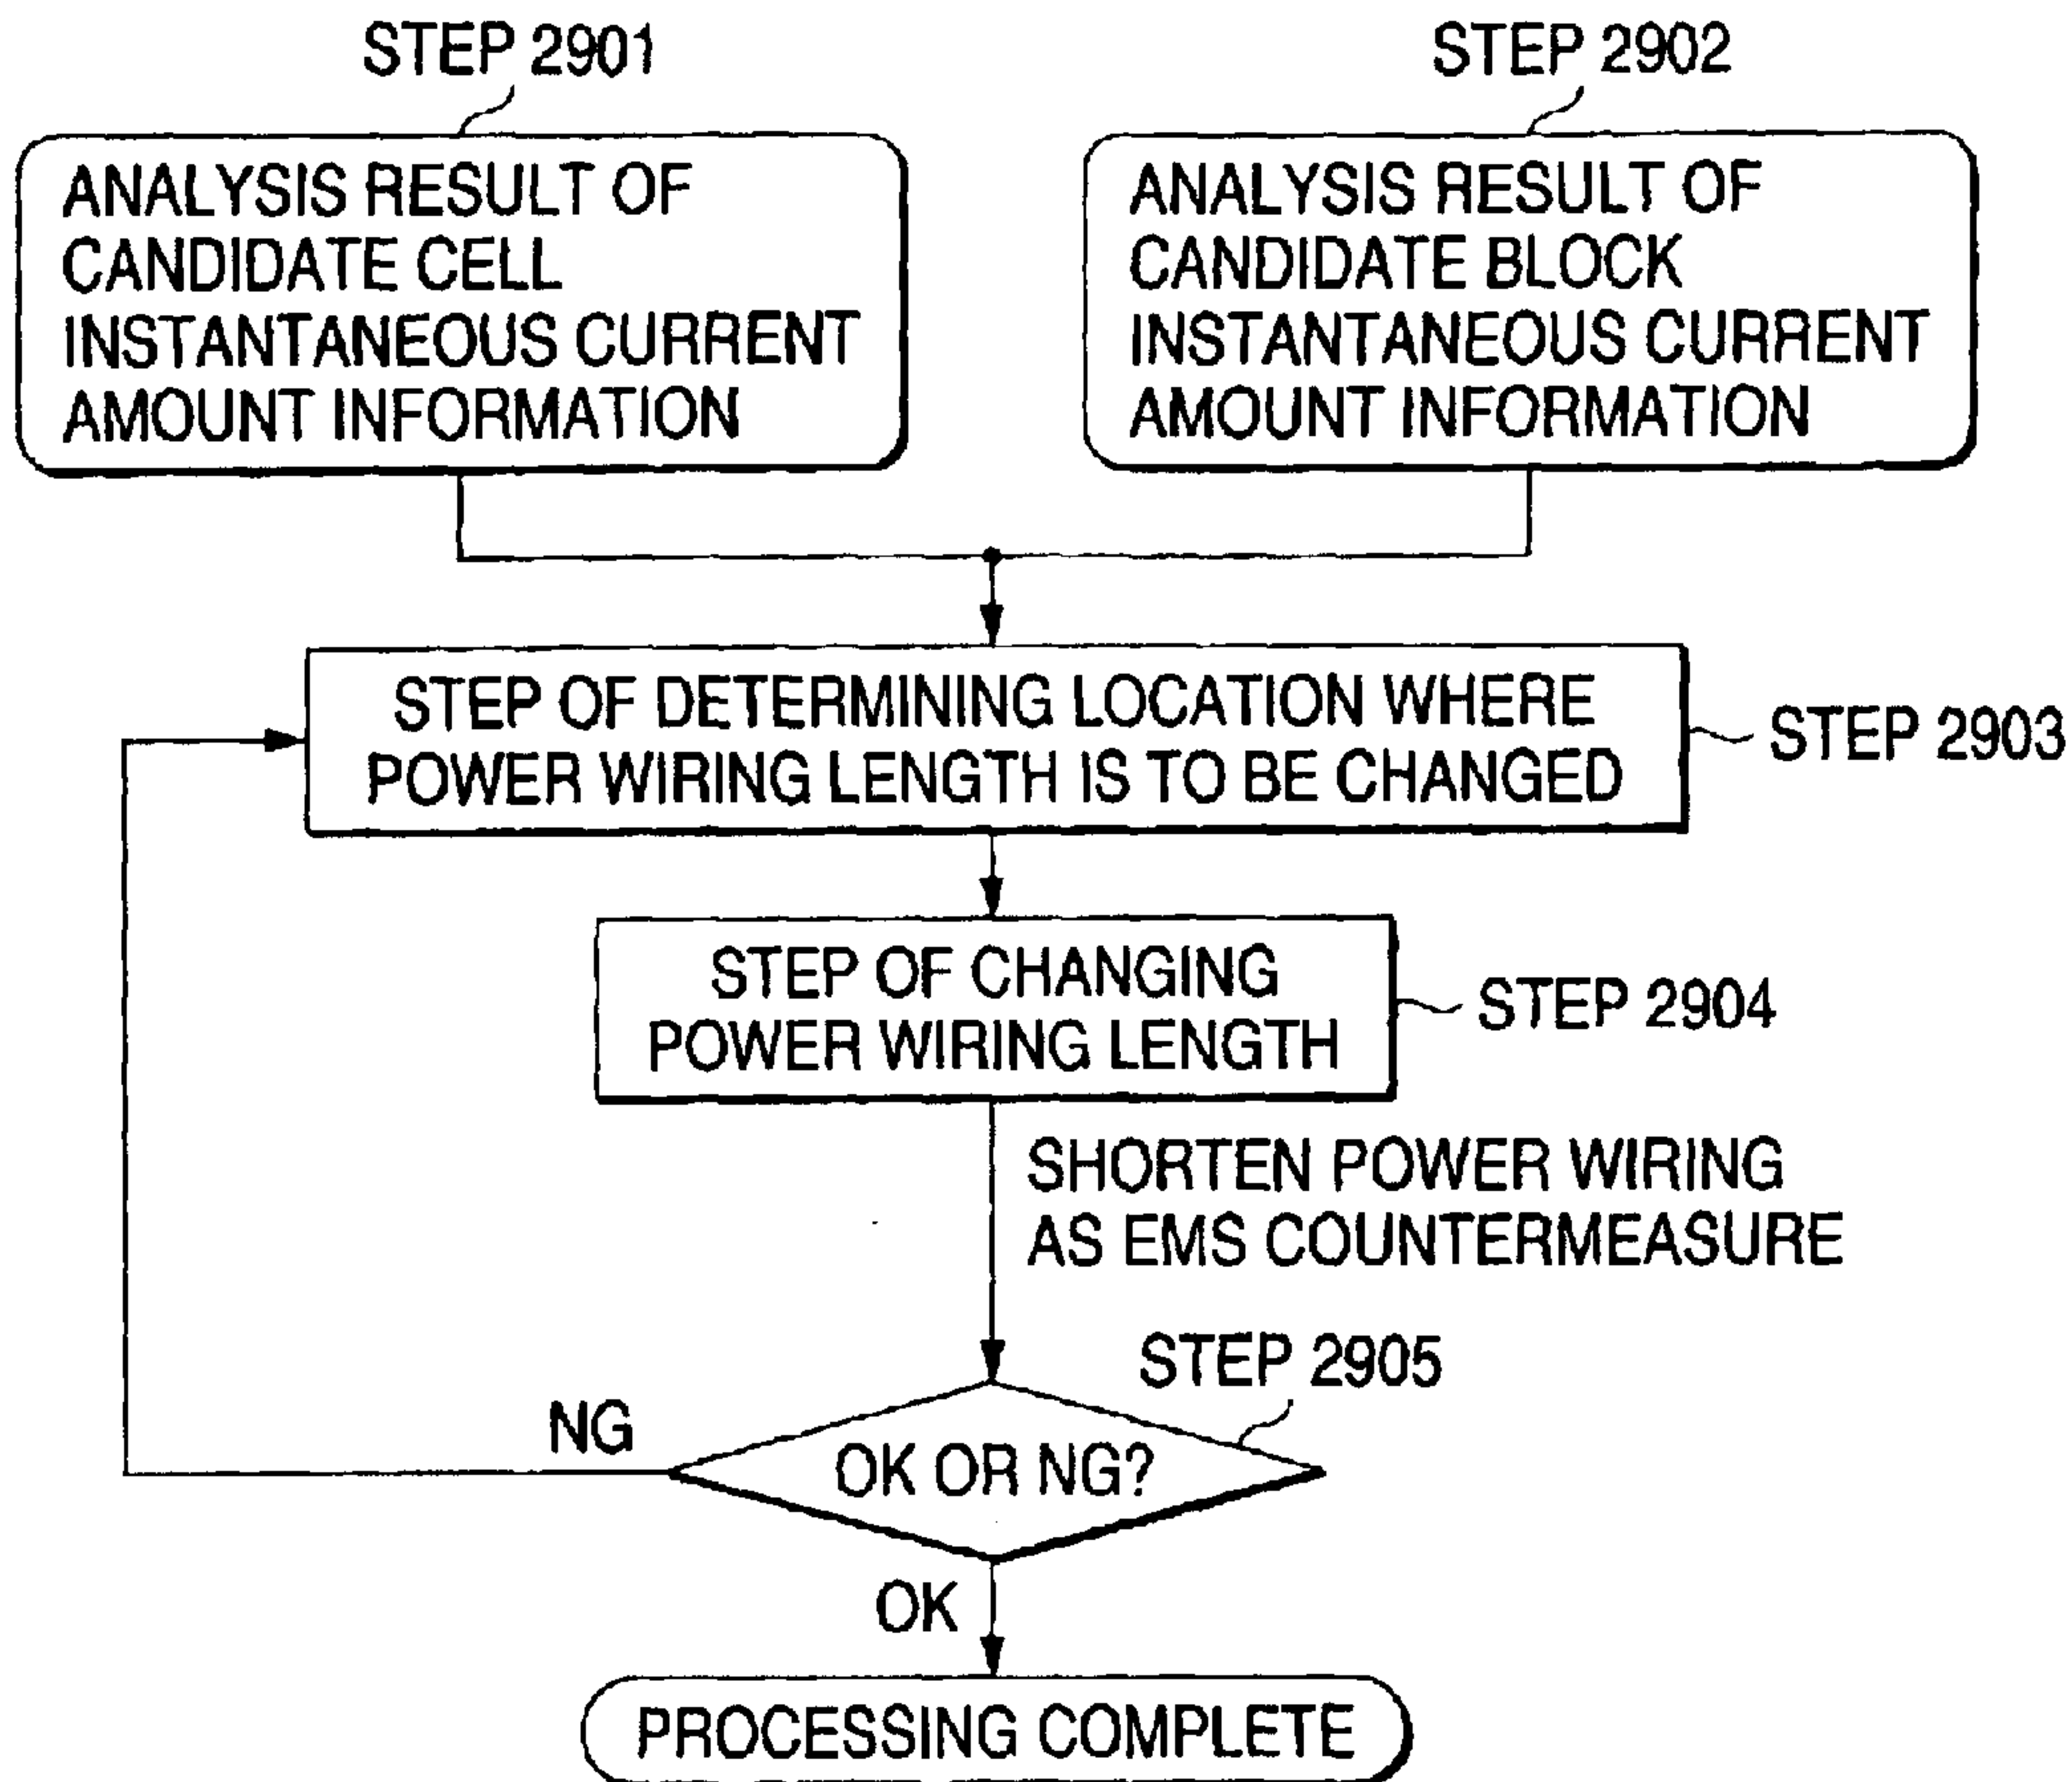 STEP 2901
ANALYSIS RESULT OF
CANDIDATE CELL
INSTANTANEOUS CURRENT
AMOUNT INFORMATION
STEP 2902
ANALYSIS RESULT OF
CANDIDATE BLOCK
INSTANTANEOUS CURRENT
AMOUNT INFORMATION
STEP OF DETERMINING LOCATION WHERE
POWER WIRING LENGTH IS TO BE CHANGED
STEP 2903
STEP OF CHANGING
POWER WIRING LENGTH
STEP 2904
SHORTEN POWER WIRING
AS EMS COUNTERMEASURE
STEP 2905
NG
OK OR NG?
OK
PROCESSING COMPLETE